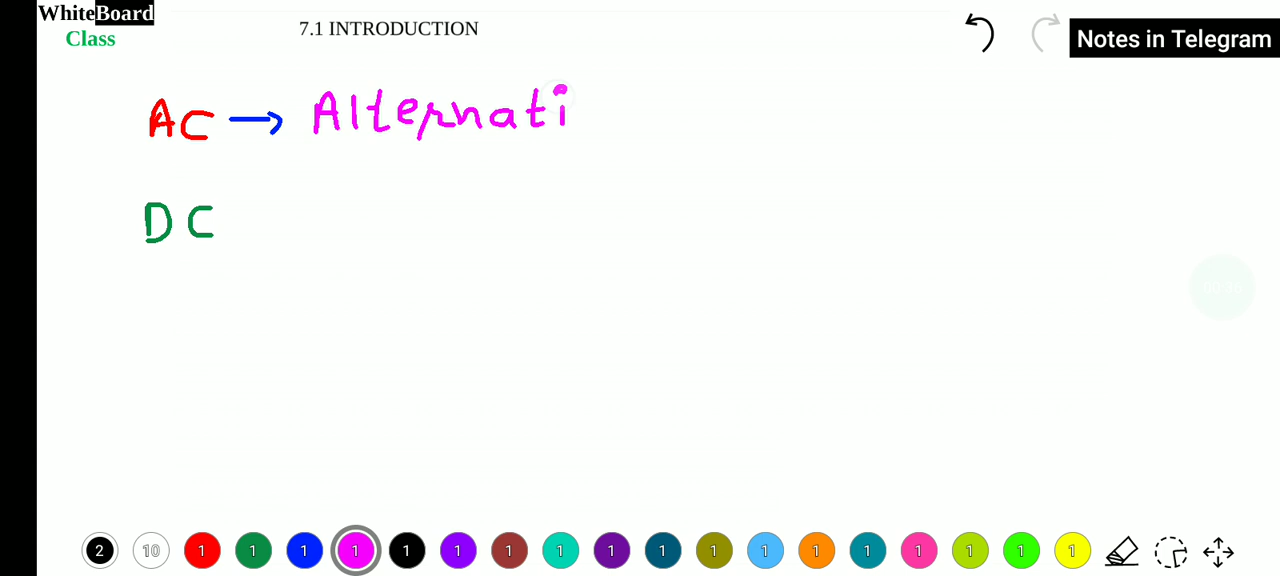 WhiteBoard
Class
7.1 INTRODUCTION
Notes in Telegram
AC → Alternati
DC
2 10 1 1 1 1 1 1 1 1 1 1 1 1 1 1 1 1 1 1